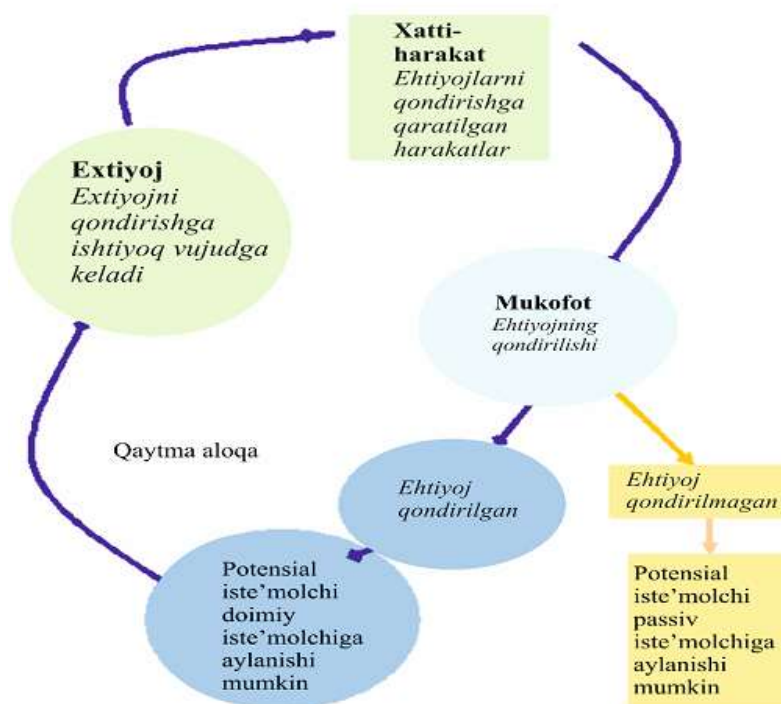 Xatti-
harakat
Ehtiyojlarni
qondirishga
qaratilgan
harakatlar
Extiyoj
Extiyojni
qondirishga
ishtiyoq vujudga
keladi
Mukofot
Ehtiyojning
qondirilishi
Qaytma aloqa
Ehtiyoj
qondirilgan
Ehtiyoj
qondirilmagan
Potensial
iste’molchi
doimiy
iste’molchiga
aylanishi
mumkin
Potensial
iste’molchi
passiv
iste’molchiga
aylanishi
mumkin